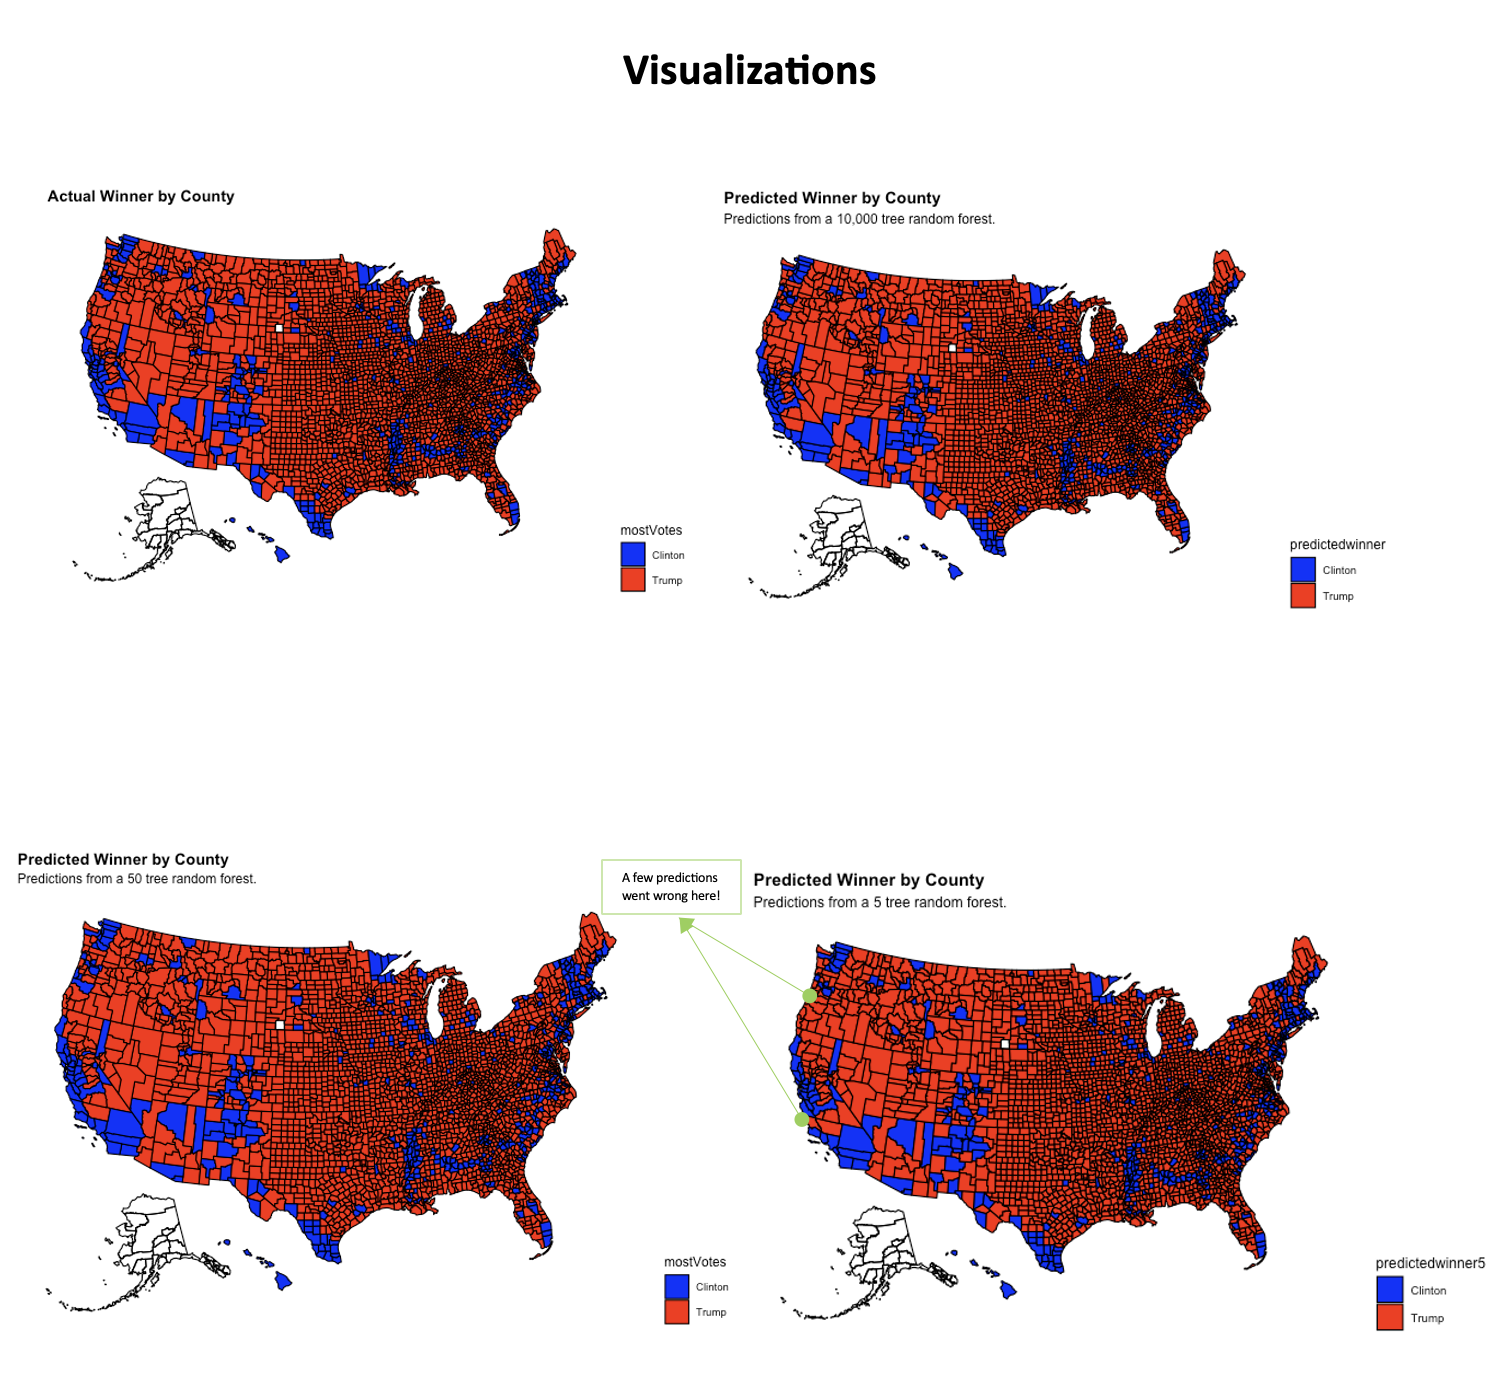 Visualizations
Actual Winner by County
mostVotes
Clinton
Trump
Predicted Winner by County
Predictions from a 10,000 tree random forest.
predictedwinner
Clinton
Trump
Predicted Winner by County
Predictions from a 50 tree random forest.
mostVotes
Clinton
Trump
A few predictions
went wrong here!
Predicted Winner by County
Predictions from a 5 tree random forest.
predictedwinner5
Clinton
Trump